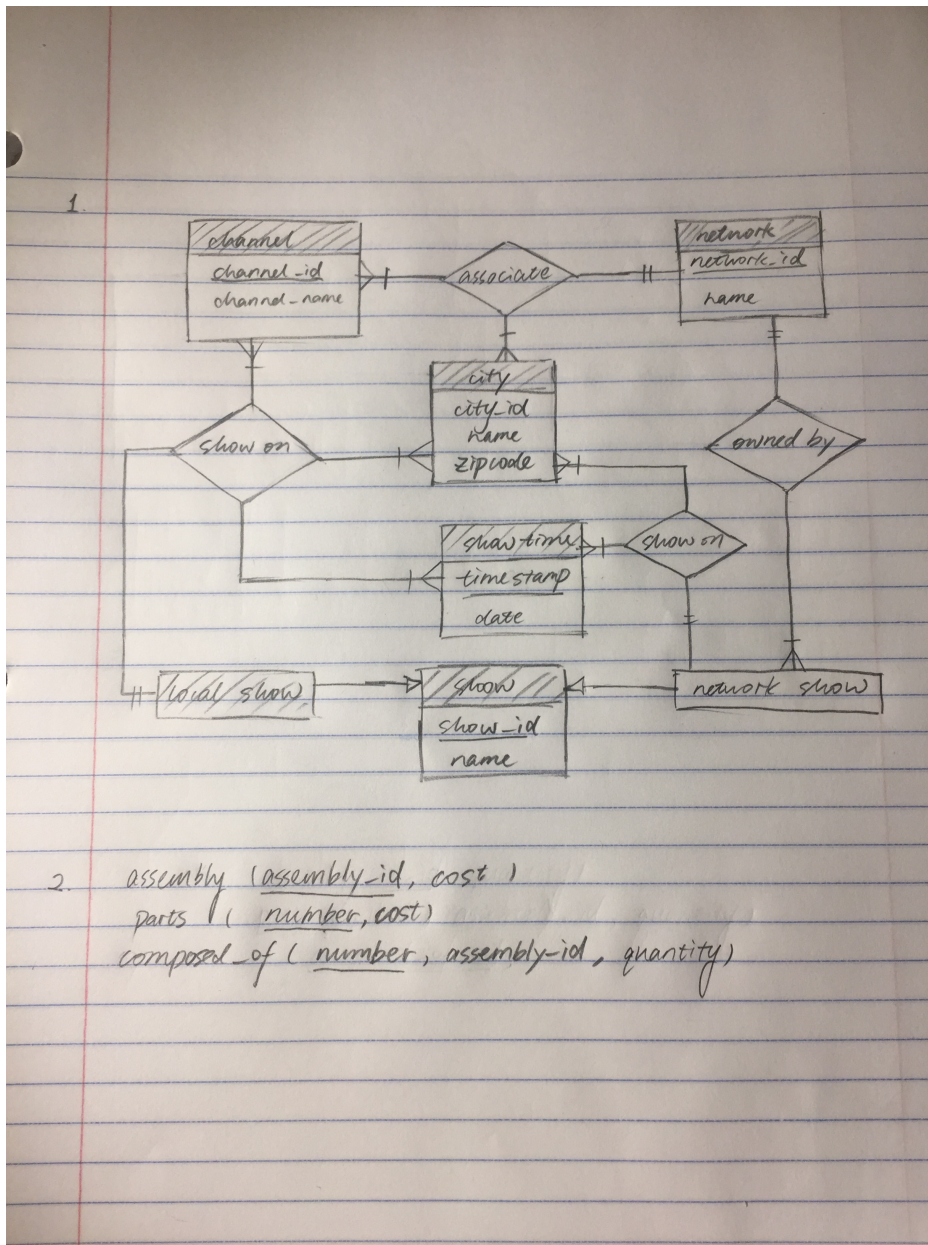 1.
channel
channel_id
channel_name
associate
network
network_id
name
city
city_id
name
zipcode
show on
owned by
show time
timestamp
date
show on
local show
show
show_id
name
network show
2. assembly (assembly_id, cost)
parts (number, cost)
composed_of (number, assembly-id, quantity)